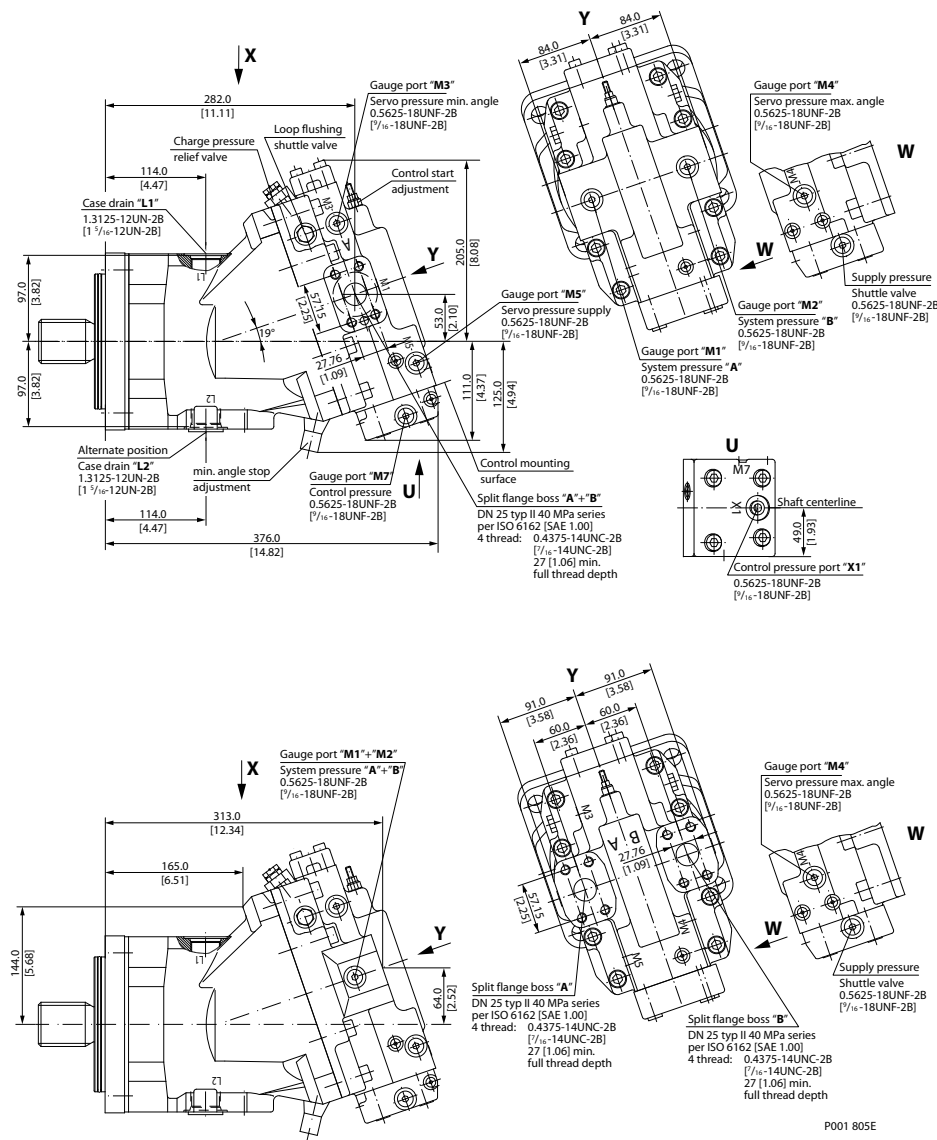 X
282.0
[11.11]
Gauge port "M3"
Servo pressure min. angle
0.5625-18UNF-2B
[9/16-18UNF-2B]
Loop flushing
shuttle valve
Charge pressure
relief valve
Control start
adjustment
114.0
[4.47]
Case drain "L1"
1.3125-12UN-2B
[1 5/16-12UN-2B]
M3
A
L1
205.0
[8.08]
Y
97.0
[3.82]
M1
57.15
[2.25]
53.0
[2.10]
Gauge port "M5"
Servo pressure supply
0.5625-18UNF-2B
[9/16-18UNF-2B]
19°
M5
27.76
[1.09]
97.0
[3.82]
111.0
[4.37]
125.0
[4.94]
L2
Alternate position
Case drain "L2"
1.3125-12UN-2B
[1 5/16-12UN-2B]
min. angle stop
adjustment
Gauge port "M7"
Control pressure
0.5625-18UNF-2B
[9/16-18UNF-2B]
U
Control mounting
surface
Split flange boss "A"+"B"
DN 25 typ II 40 MPa series
per ISO 6162 [SAE 1.00]
4 thread: 0.4375-14UNC-2B
[7/16-14UNC-2B]
27 [1.06] min.
full thread depth
114.0
[4.47]
376.0
[14.82]
Y
84.0
[3.31]
84.0
[3.31]
Gauge port "M4"
Servo pressure max. angle
0.5625-18UNF-2B
[9/16-18UNF-2B]
W
M4
W
Supply pressure
Shuttle valve
0.5625-18UNF-2B
[9/16-18UNF-2B]
Gauge port "M2"
System pressure "B"
0.5625-18UNF-2B
[9/16-18UNF-2B]
Gauge port "M1"
System pressure "A"
0.5625-18UNF-2B
[9/16-18UNF-2B]
U
M7
X1
Shaft centerline
49.0
[1.93]
Control pressure port "X1"
0.5625-18UNF-2B
[9/16-18UNF-2B]
X
Gauge port "M1"+"M2"
System pressure "A"+"B"
0.5625-18UNF-2B
[9/16-18UNF-2B]
313.0
[12.34]
165.0
[6.51]
L1
Y
144.0
[5.68]
64.0
[2.52]
L2
Y
91.0
[3.58]
91.0
[3.58]
60.0
[2.36]
60.0
[2.36]
M3
A
B
27.76
[1.09]
57.15
[2.25]
M4
M5
W
Gauge port "M4"
Servo pressure max. angle
0.5625-18UNF-2B
[9/16-18UNF-2B]
W
M4
Supply pressure
Shuttle valve
0.5625-18UNF-2B
[9/16-18UNF-2B]
Split flange boss "A"
DN 25 typ II 40 MPa series
per ISO 6162 [SAE 1.00]
4 thread: 0.4375-14UNC-2B
[7/16-14UNC-2B]
27 [1.06] min.
full thread depth
Split flange boss "B"
DN 25 typ II 40 MPa series
per ISO 6162 [SAE 1.00]
4 thread: 0.4375-14UNC-2B
[7/16-14UNC-2B]
27 [1.06] min.
full thread depth
P001 805E